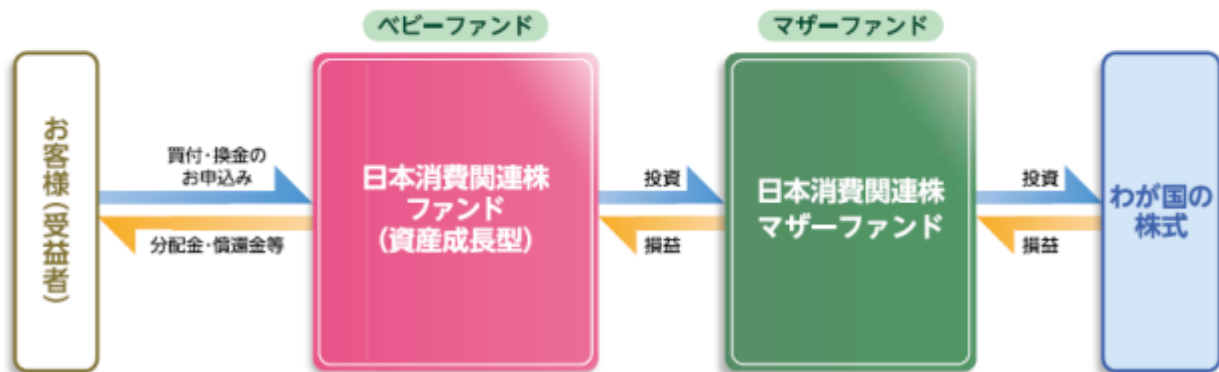 ベビーファンド
マザーファンド
お客様(受益者)
買付・換金の
お申込み
分配金・償還金等
日本消費関連株
ファンド
(資産成長型)
投資
損益
日本消費関連株
マザーファンド
投資
損益
わが国の
株式